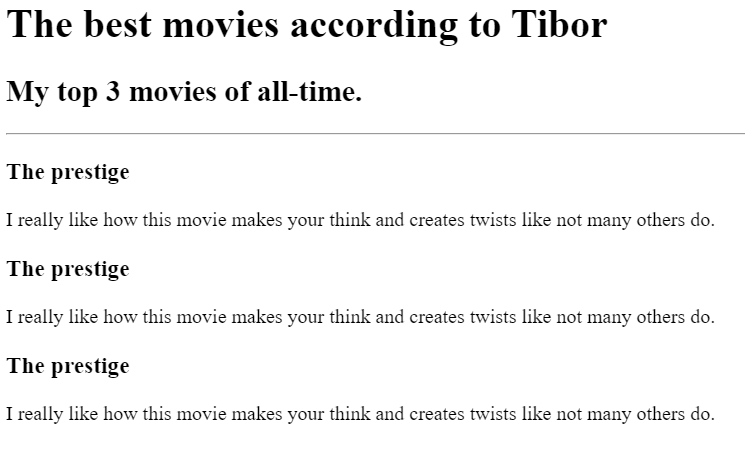 The best movies according to Tibor
My top 3 movies of all-time.
The prestige
I really like how this movie makes your think and creates twists like not many others do.
The prestige
I really like how this movie makes your think and creates twists like not many others do.
The prestige
I really like how this movie makes your think and creates twists like not many others do.